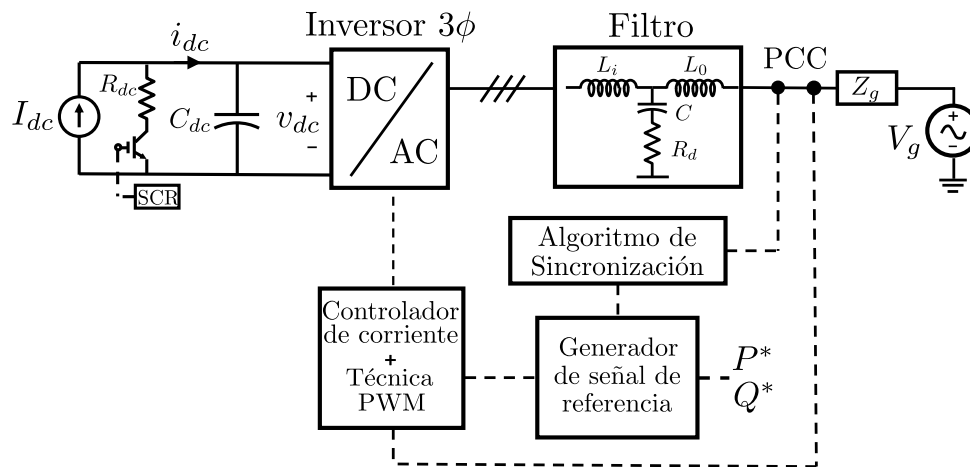 Inversor 3ϕ
Filtro
i_dc
R_dc
I_dc
C_dc
+
v_dc
−
DC
AC
SCR
L_i
L_0
C
R_d
PCC
Z_g
V_g
+
−
Algoritmo de
Sincronización
Controlador
de corriente
+
Técnica
PWM
Generador
de señal de
referencia
P*
Q*